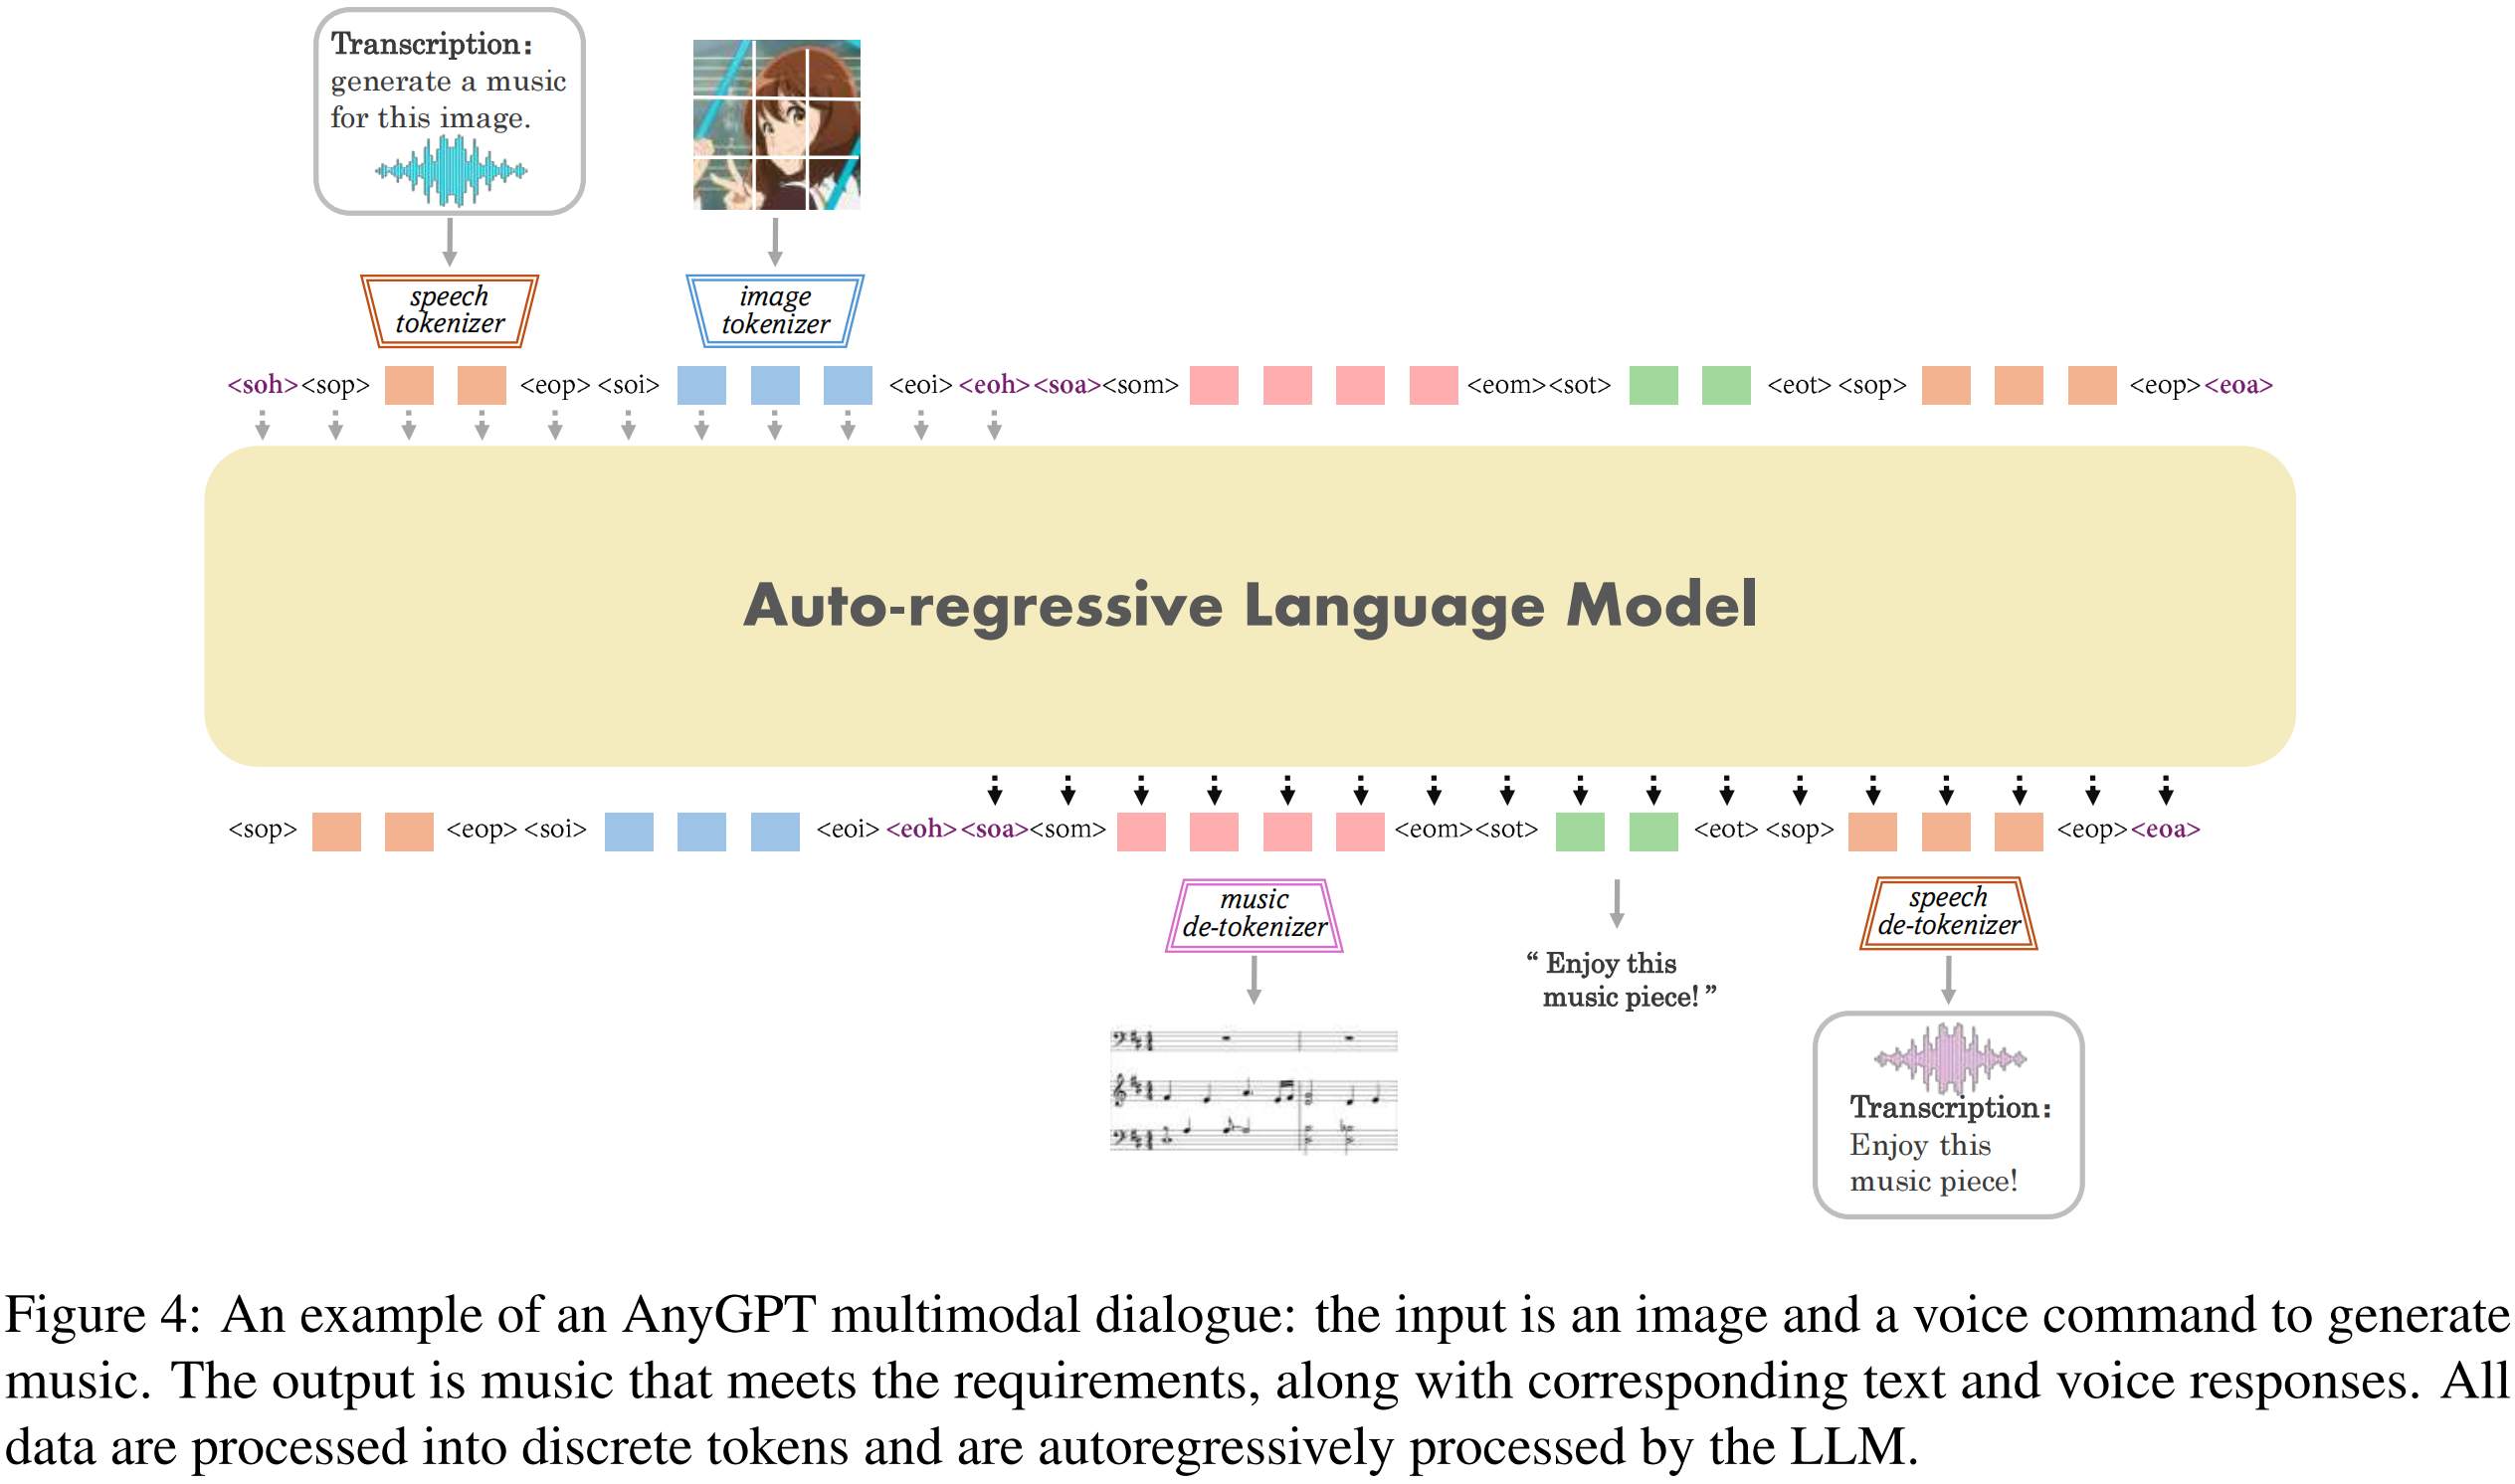 Transcription:
generate a music
for this image.
speech
tokenizer
image
tokenizer
<soh> <sop> <eop> <soi> <eoi> <eoh> <soa> <som> <eom> <sot> <eot> <sop> <eop> <eoa>
Auto-regressive Language Model
<sop> <eop> <soi> <eoi> <eoh> <soa> <som> <eom> <sot> <eot> <sop> <eop> <eoa>
music
de-tokenizer
“ Enjoy this
music piece! ”
speech
de-tokenizer
Transcription:
Enjoy this
music piece!
Figure 4: An example of an AnyGPT multimodal dialogue: the input is an image and a voice command to generate
music. The output is music that meets the requirements, along with corresponding text and voice responses. All
data are processed into discrete tokens and are autoregressively processed by the LLM.